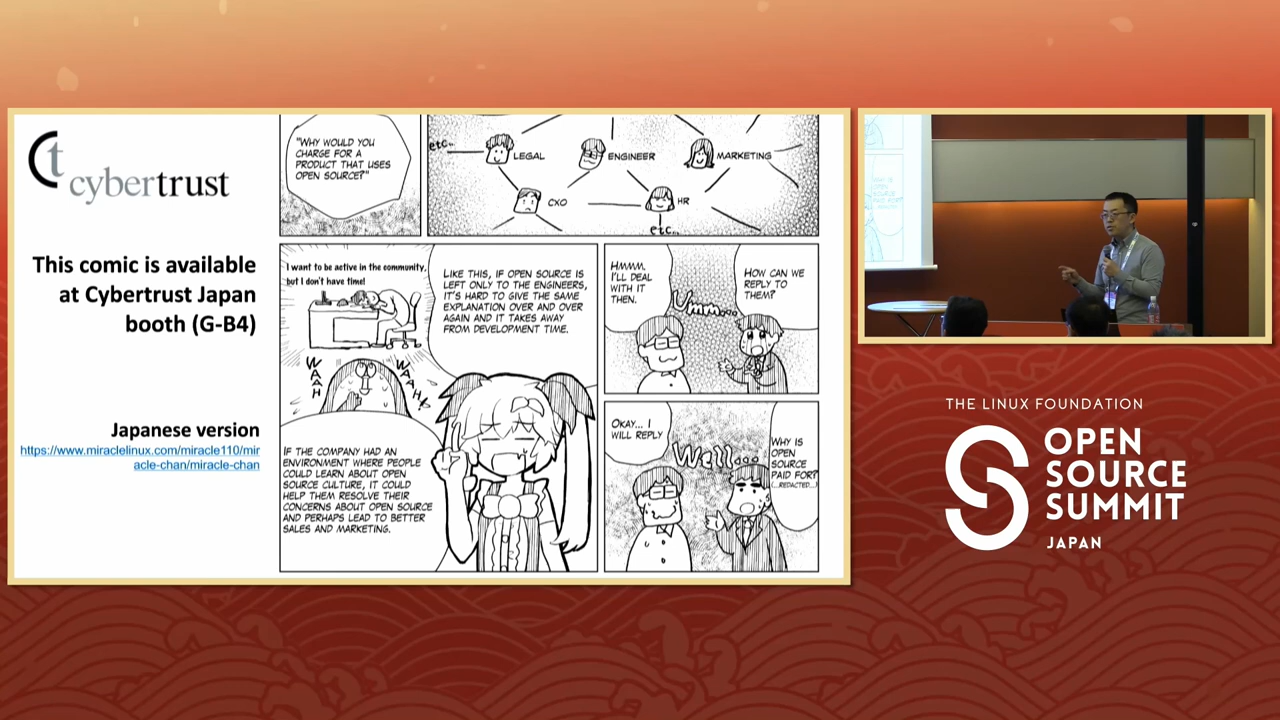 Ct
cybertrust
This comic is available
at Cybertrust Japan
booth (G-B4)
Japanese version
https://www.miraclelinux.com/miracle110/mir
acle-chan/miracle-chan
"WHY WOULD YOU
CHARGE FOR A
PRODUCT THAT USES
OPEN SOURCE?"
etc..
LEGAL
ENGINEER
MARKETING
CXO
HR
etc...
I want to be active in the community,
but I don't have time!
LIKE THIS, IF OPEN SOURCE IS
LEFT ONLY TO THE ENGINEERS,
IT'S HARD TO GIVE THE SAME
EXPLANATION OVER AND OVER
AGAIN AND IT TAKES AWAY
FROM DEVELOPMENT TIME.
WAAH
WAAH!
IF THE COMPANY HAD AN
ENVIRONMENT WHERE PEOPLE
COULD LEARN ABOUT OPEN
SOURCE CULTURE, IT COULD
HELP THEM RESOLVE THEIR
CONCERNS ABOUT OPEN SOURCE
AND PERHAPS LEAD TO BETTER
SALES AND MARKETING.
HMMM,
I'LL DEAL
WITH IT
THEN.
Umm...
HOW CAN WE
REPLY TO
THEM?
OKAY... I
WILL REPLY
Well...
WHY IS
OPEN
SOURCE
PAID FOR?
(...REDACTED...)
THE LINUX FOUNDATION
OPEN
SOURCE
SUMMIT
JAPAN